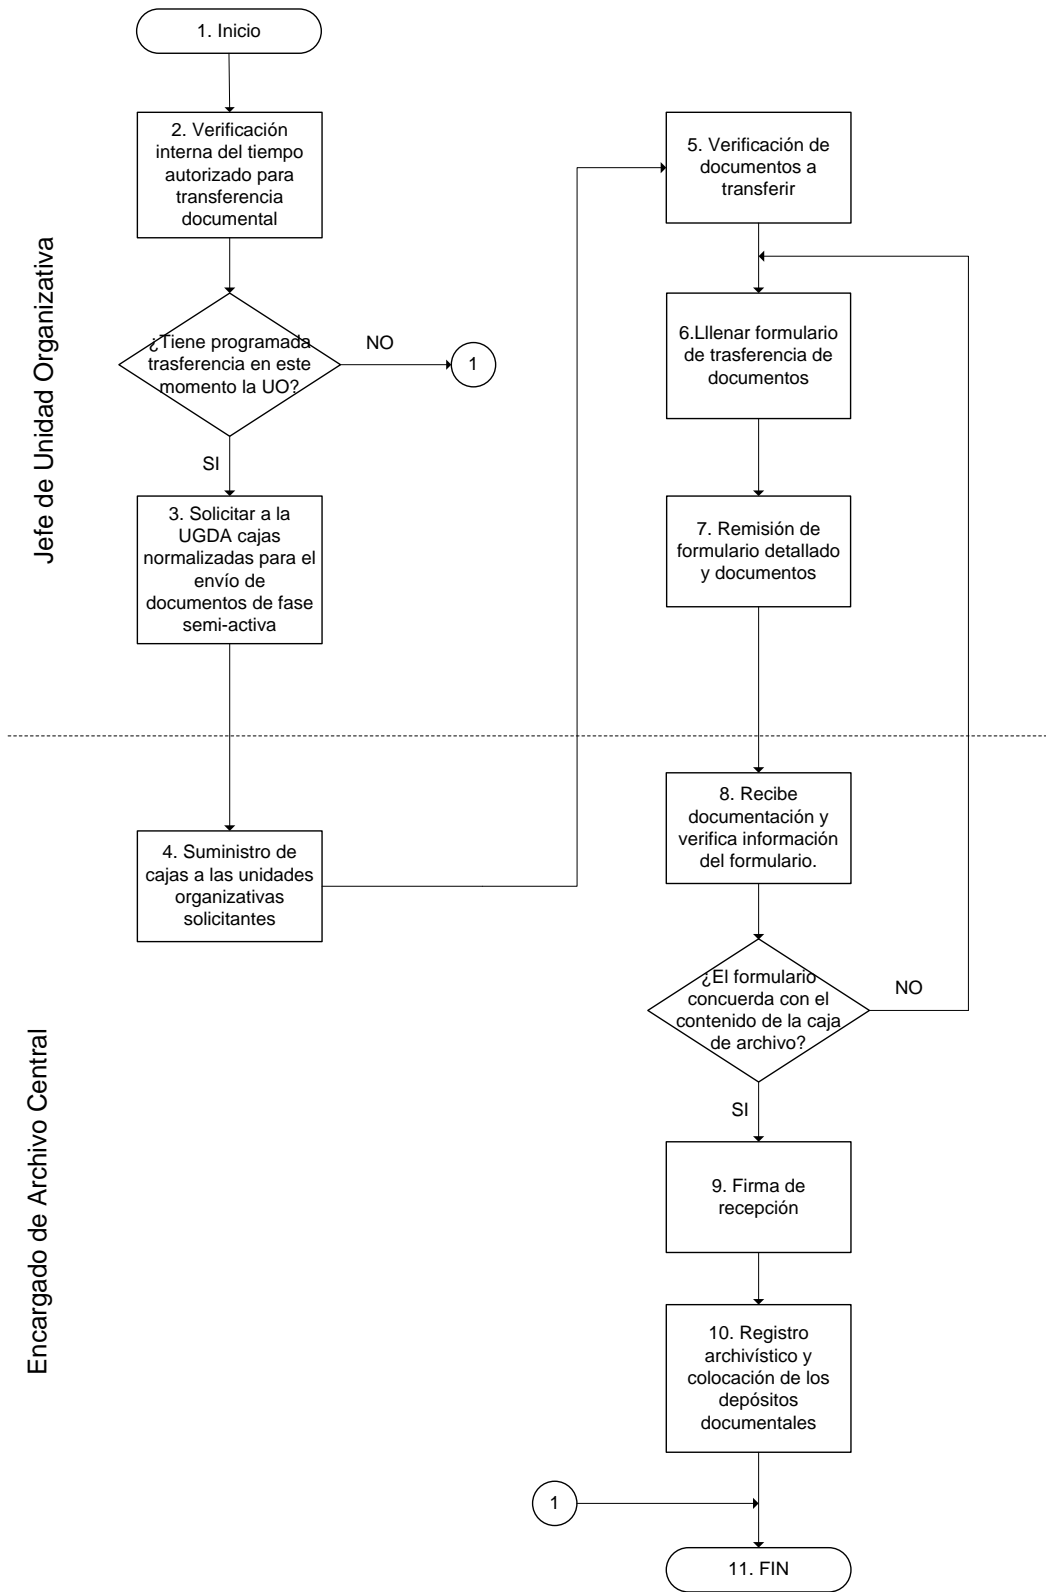 1. Inicio
2. Verificación
interna del tiempo
autorizado para
transferencia
documental
¿Tiene programada
trasferencia en este
momento la UO?
NO
1
SI
3. Solicitar a la
UGDA cajas
normalizadas para el
envío de
documentos de fase
semi-activa
Jefe de Unidad Organizativa
4. Suministro de
cajas a las unidades
organizativas
solicitantes
5. Verificación de
documentos a
transferir
6.Lllenar formulario
de trasferencia de
documentos
7. Remisión de
formulario detallado
y documentos
8. Recibe
documentación y
verifica información
del formulario.
¿El formulario
concuerda con el
contenido de la caja
de archivo?
NO
SI
9. Firma de
recepción
10. Registro
archivístico y
colocación de los
depósitos
documentales
Encargado de Archivo Central
1
11. FIN